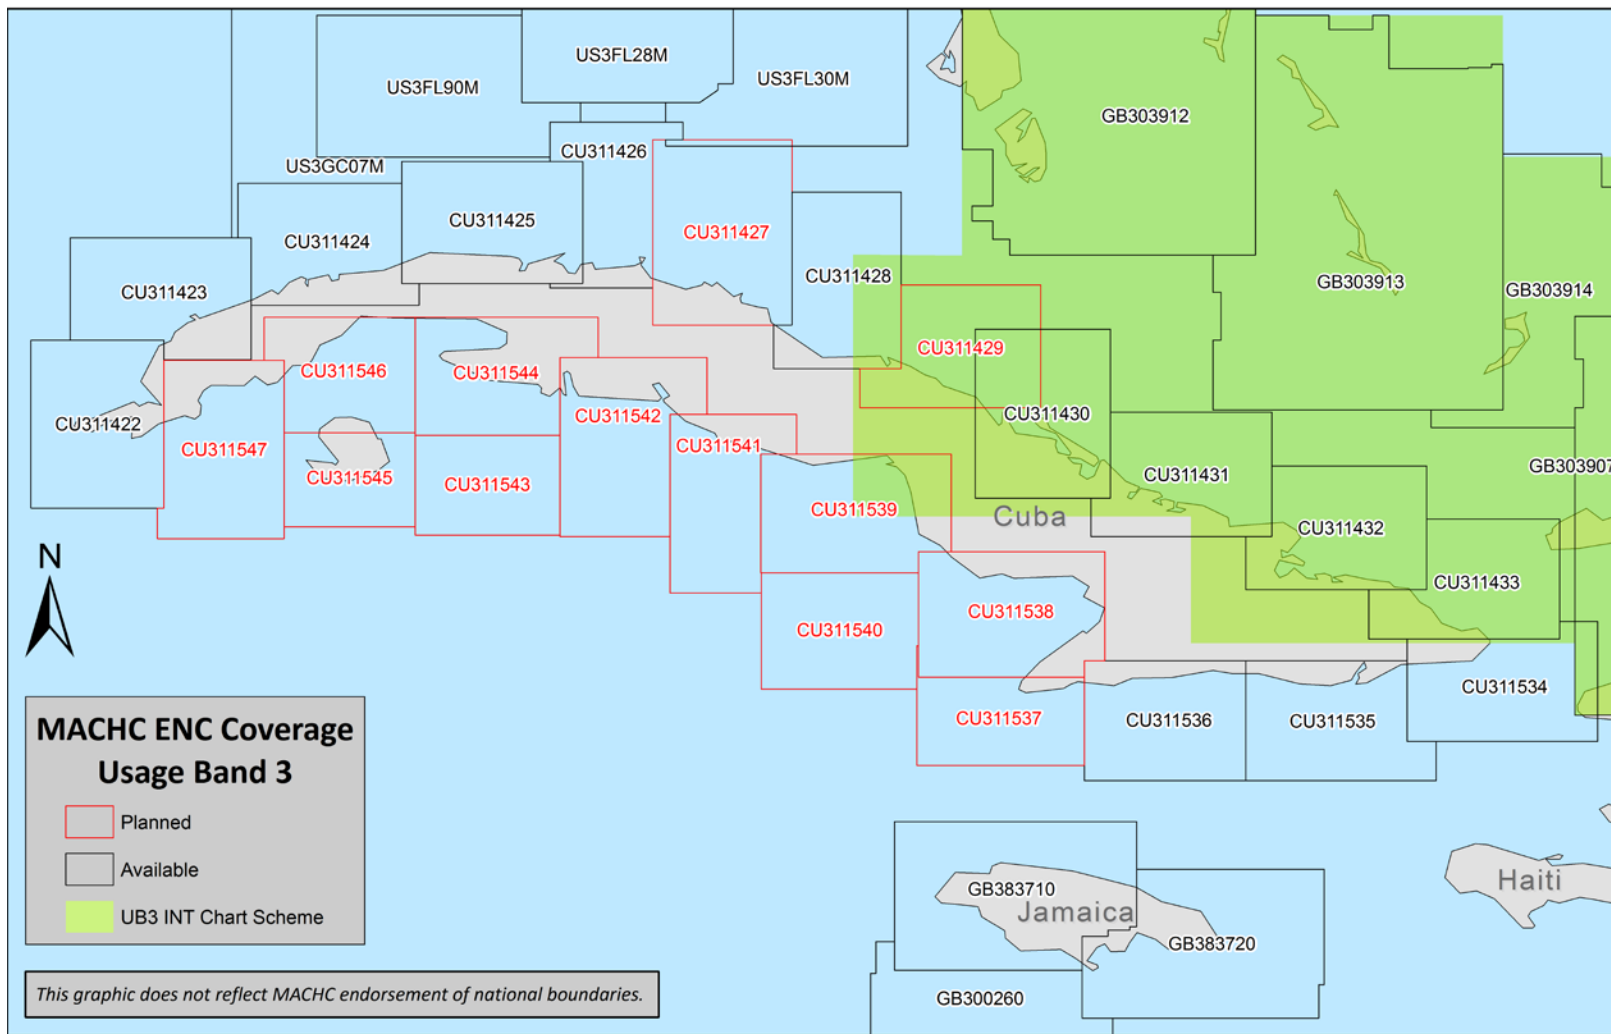 US3FL28M
US3FL90M
US3FL30M
GB303912
CU311426
US3GC07M
CU311425
CU311427
CU311424
CU311428
CU311423
GB303913
GB303914
CU311429
CU311546
CU311544
CU311430
CU311542
CU311422
CU311547
CU311541
CU311545
CU311543
CU311431
GB303907
CU311539
Cuba
CU311432
N
CU311433
CU311538
CU311540
CU311534
CU311537
CU311536
CU311535
MACHC ENC Coverage
Usage Band 3
Planned
Available
UB3 INT Chart Scheme
GB383710
Jamaica
GB383720
Haiti
GB300260
This graphic does not reflect MACHC endorsement of national boundaries.